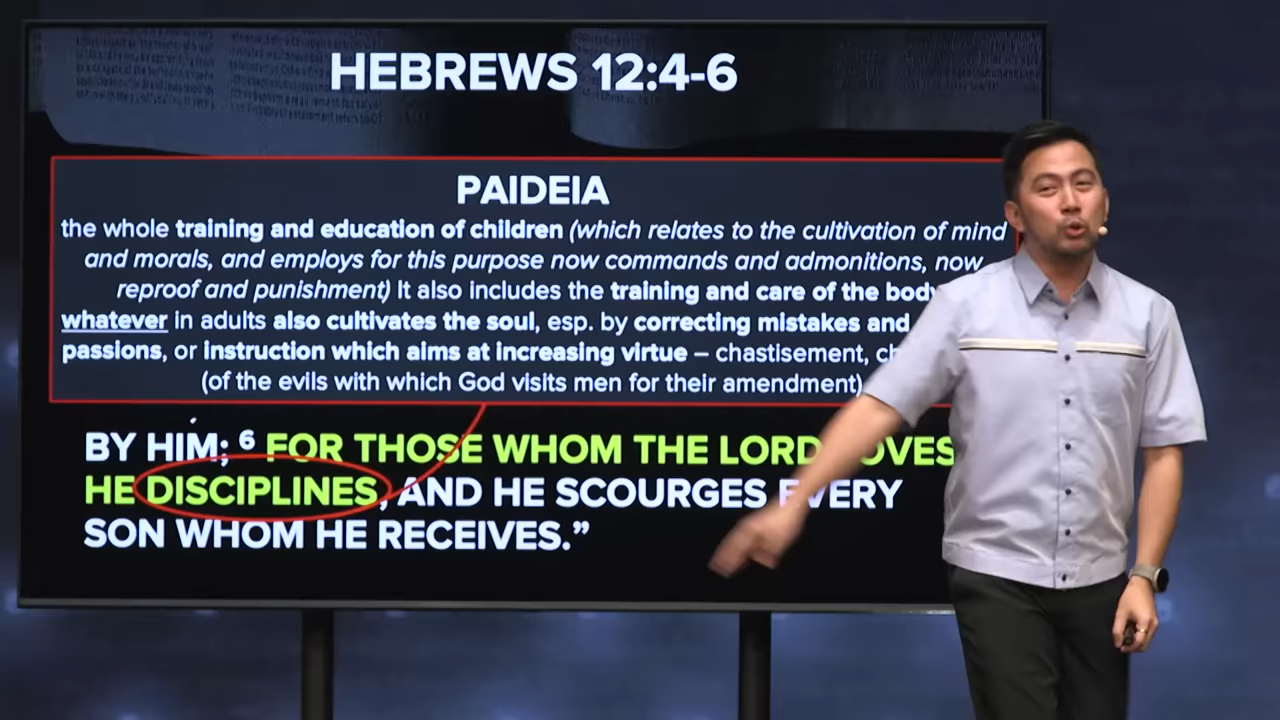 HEBREWS 12:4-6
PAIDEIA
the whole training and education of children (which relates to the cultivation of mind
and morals, and employs for this purpose now commands and admonitions, now
reproof and punishment) It also includes the training and care of the body
whatever in adults also cultivates the soul, esp. by correcting mistakes and
passions, or instruction which aims at increasing virtue – chastisement,
(of the evils with which God visits men for their amendment)
BY HIM; 6 FOR THOSE WHOM THE LORD LOVES
HE DISCIPLINES, AND HE SCOURGES EVERY
SON WHOM HE RECEIVES.”